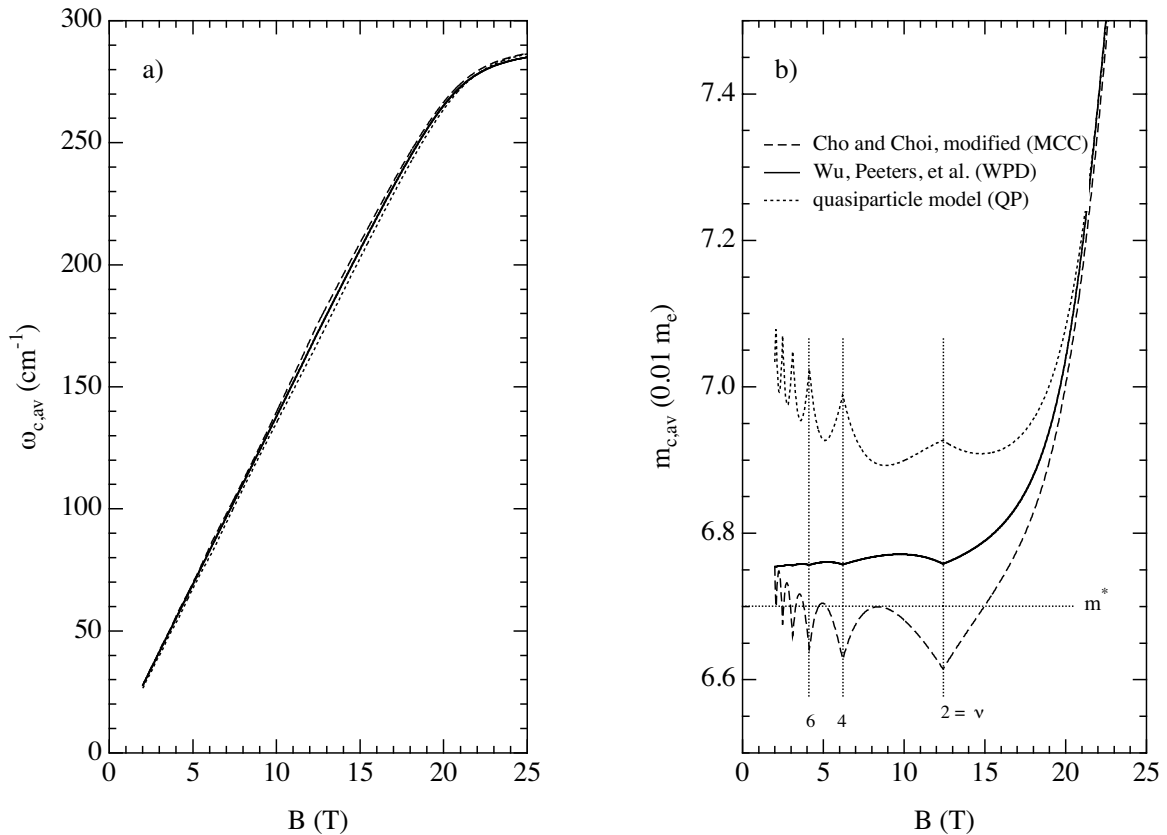 300
250
200
150
100
50
0
a)
ω_c,av (cm⁻¹)
0 5 10 15 20 25
B (T)
7.4
7.2
7.0
6.8
6.6
b)
m_c,av (0.01 m_e)
Cho and Choi, modified (MCC)
Wu, Peeters, et al. (WPD)
quasiparticle model (QP)
m*
6 4 2 = ν
0 5 10 15 20 25
B (T)